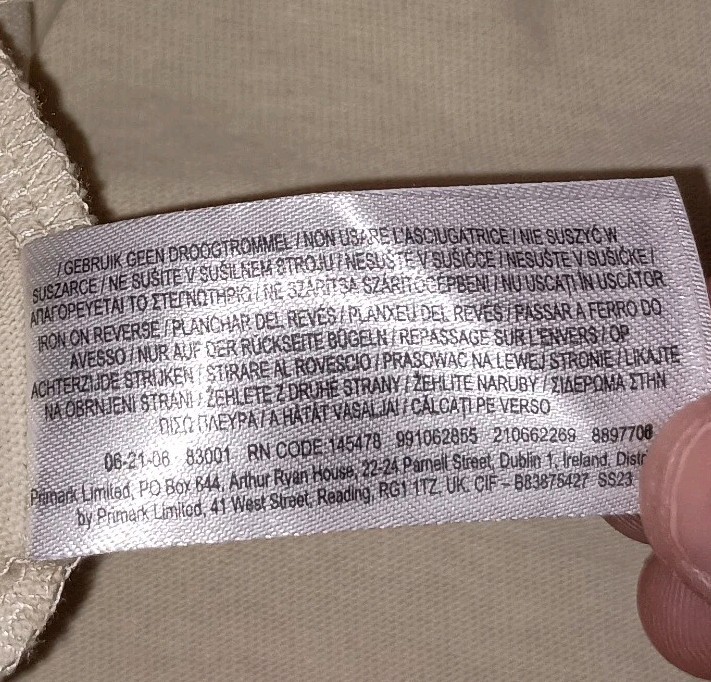 / GEBRUIK GEEN DROOGTROMMEL / NON USARE L'ASCIUGATRICE / NIE SUSZYĆ W
SUSZARCE / NE SUŠITE V SUŠILNEM STROJU / NESUŠTE V SUŠIČCE / NESUŠTE V SUŠIČKE /
ΑΠΑΓΟΡΕΥΕΤΑΙ ΤΟ ΣΤΕΓΝΩΤΗΡΙΟ / NE SZÁRÍTSA SZÁRÍTÓGÉPBEN! / NU USCAȚI ÎN USCĂTOR
IRON ON REVERSE / PLANCHAR DEL REVÉS / PLANXEU DEL REVÉS / PASSAR A FERRO DO
AVESSO / NUR AUF DER RÜCKSEITE BÜGELN / REPASSAGE SUR L'ENVERS / OP
ACHTERZIJDE STRIJKEN / STIRARE AL ROVESCIO / PRASOWAĆ NA LEWEJ STRONIE / LIKAJTE
NA OBRNJENI STRANI / ŽEHLETE Z DRUHÉ STRANY / ŽEHLITE NARUBY / ΣΙΔΕΡΩΜΑ ΣΤΗΝ
ΠΙΣΩ ΠΛΕΥΡΑ / A HÁTÁT VASALJA! / CĂLCAȚI PE VERSO
06-21-06 83001 RN CODE:145478 991062855 210662269 8897706
Primark Limited, PO Box 644, Arthur Ryan House, 22-24 Parnell Street, Dublin 1, Ireland. Distr
by Primark Limited, 41 West Street, Reading, RG1 1TZ, UK. CIF – B83875427 SS23